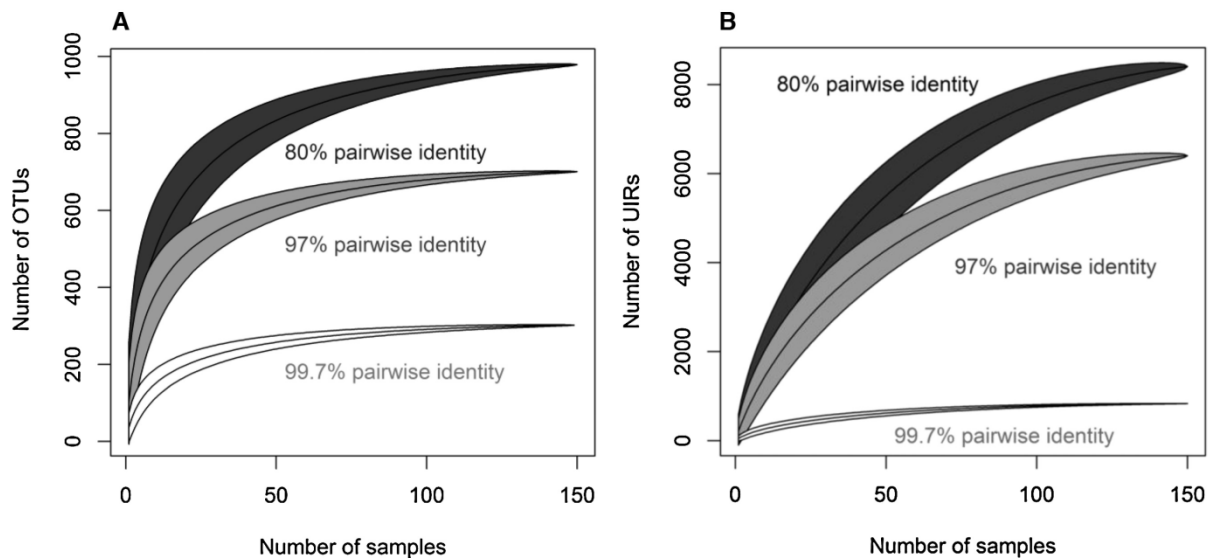 A
Number of OTUs
1000
800
600
400
200
0
80% pairwise identity
97% pairwise identity
99.7% pairwise identity
0 50 100 150
Number of samples
B
Number of UIRs
8000
6000
4000
2000
0
80% pairwise identity
97% pairwise identity
99.7% pairwise identity
0 50 100 150
Number of samples